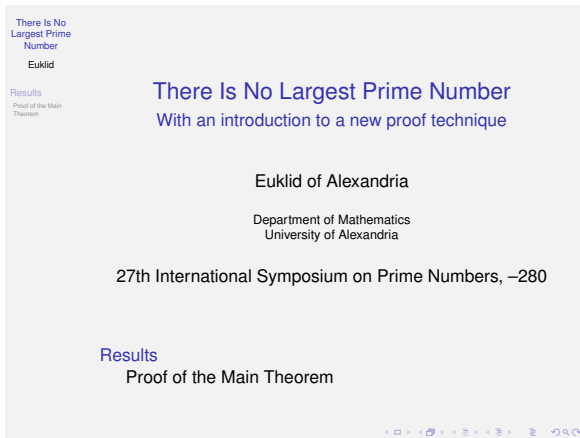 There Is No
Largest Prime
Number
Euklid
Results
Proof of the Main
Theorem
There Is No Largest Prime Number
With an introduction to a new proof technique
Euklid of Alexandria
Department of Mathematics
University of Alexandria
27th International Symposium on Prime Numbers, –280
Results
Proof of the Main Theorem